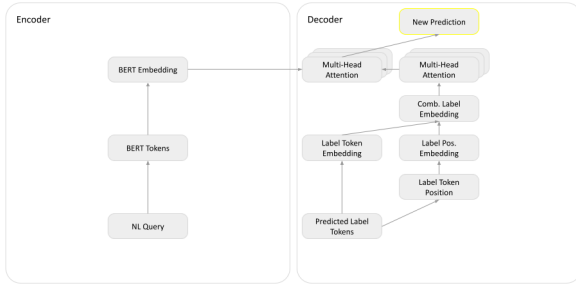 Encoder
Decoder
New Prediction
BERT Embedding
Multi-Head
Attention
Multi-Head
Attention
Comb. Label
Embedding
BERT Tokens
Label Token
Embedding
Label Pos.
Embedding
Label Token
Position
NL Query
Predicted Label
Tokens